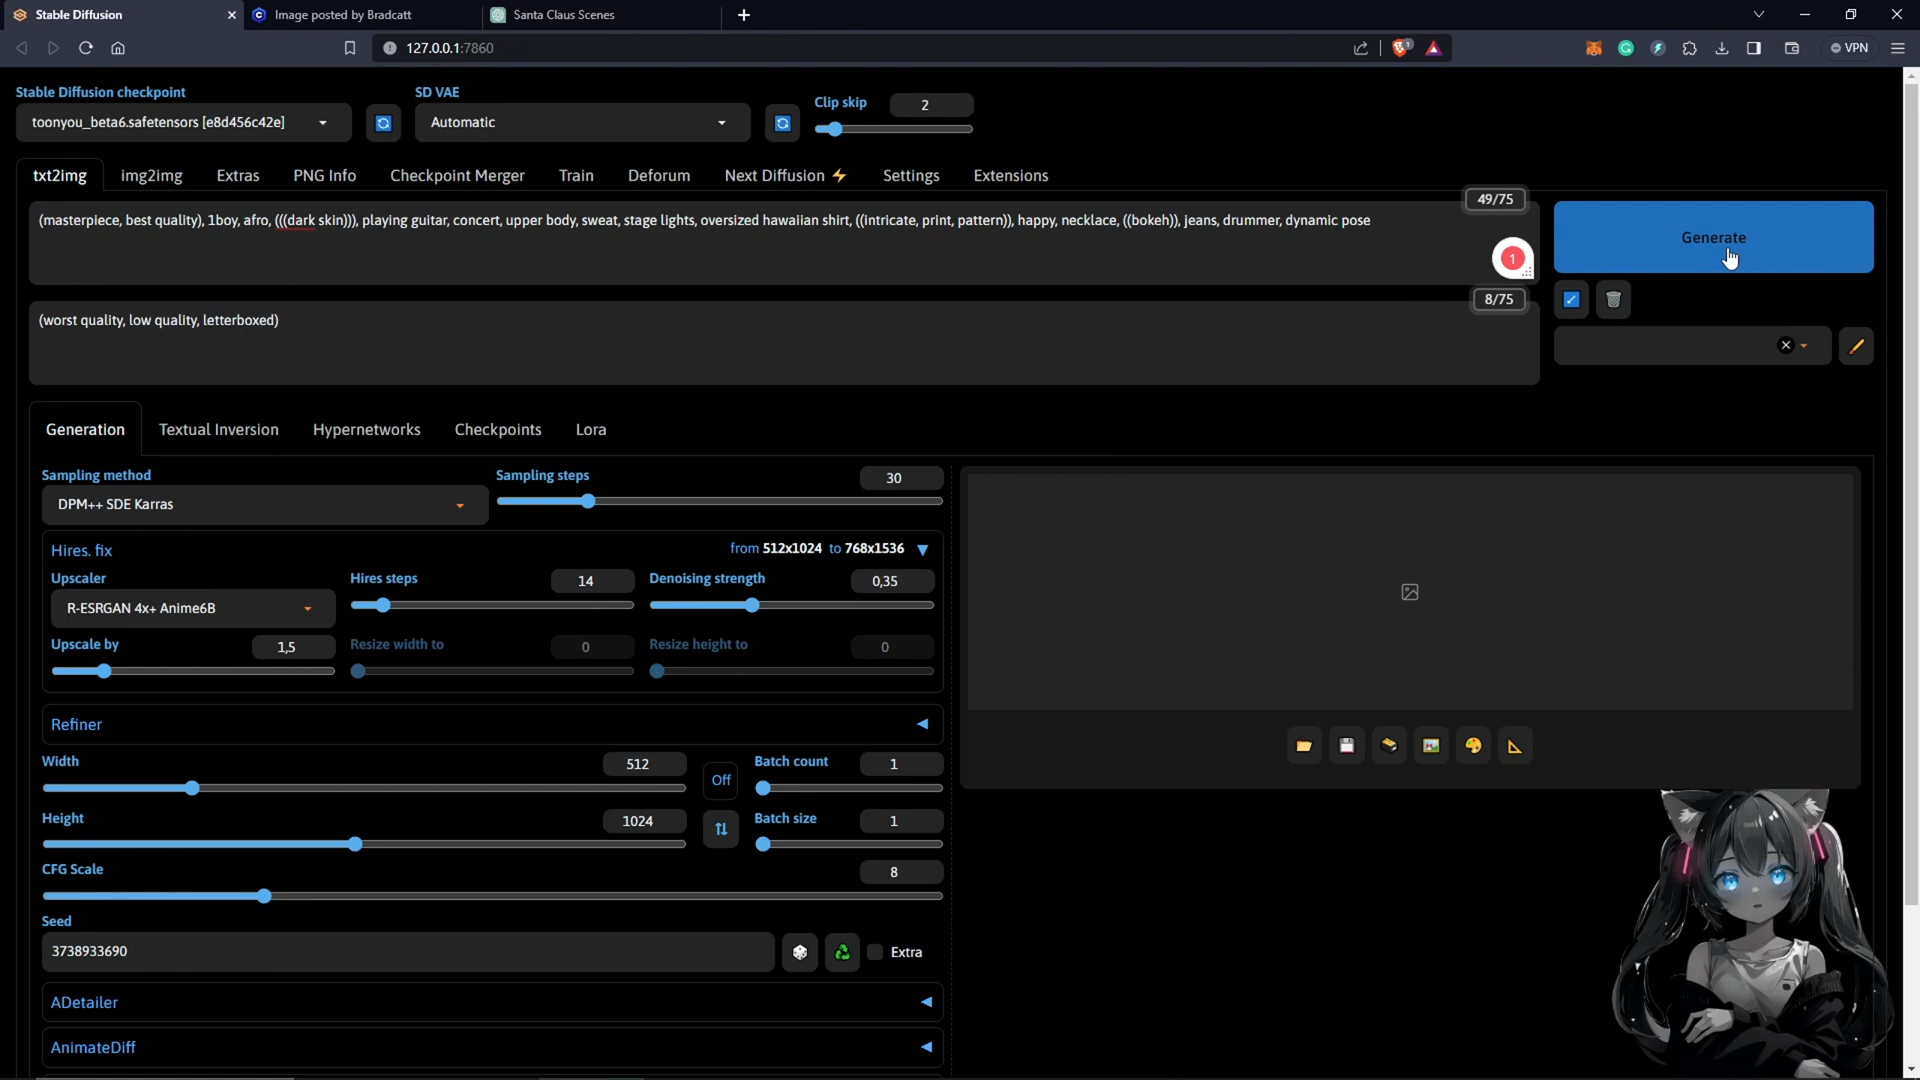 Stable Diffusion
Image posted by Bradcatt
Santa Claus Scenes
127.0.0.1:7860
1
VPN
Stable Diffusion checkpoint
toonyou_beta6.safetensors [e8d456c42e]
SD VAE
Automatic
Clip skip
2
txt2img
img2img
Extras
PNG Info
Checkpoint Merger
Train
Deforum
Next Diffusion ⚡
Settings
Extensions
49/75
(masterpiece, best quality), 1boy, afro, (((dark skin))), playing guitar, concert, upper body, sweat, stage lights, oversized hawaiian shirt, ((intricate, print, pattern)), happy, necklace, ((bokeh)), jeans, drummer, dynamic pose
Generate
1
8/75
(worst quality, low quality, letterboxed)
Generation
Textual Inversion
Hypernetworks
Checkpoints
Lora
Sampling method
DPM++ SDE Karras
Sampling steps
30
Hires. fix
from 512x1024 to 768x1536
Upscaler
R-ESRGAN 4x+ Anime6B
Hires steps
14
Denoising strength
0,35
Upscale by
1,5
Resize width to
0
Resize height to
0
Refiner
Width
512
Off
Batch count
1
Height
1024
Batch size
1
CFG Scale
8
Seed
3738933690
Extra
ADetailer
AnimateDiff